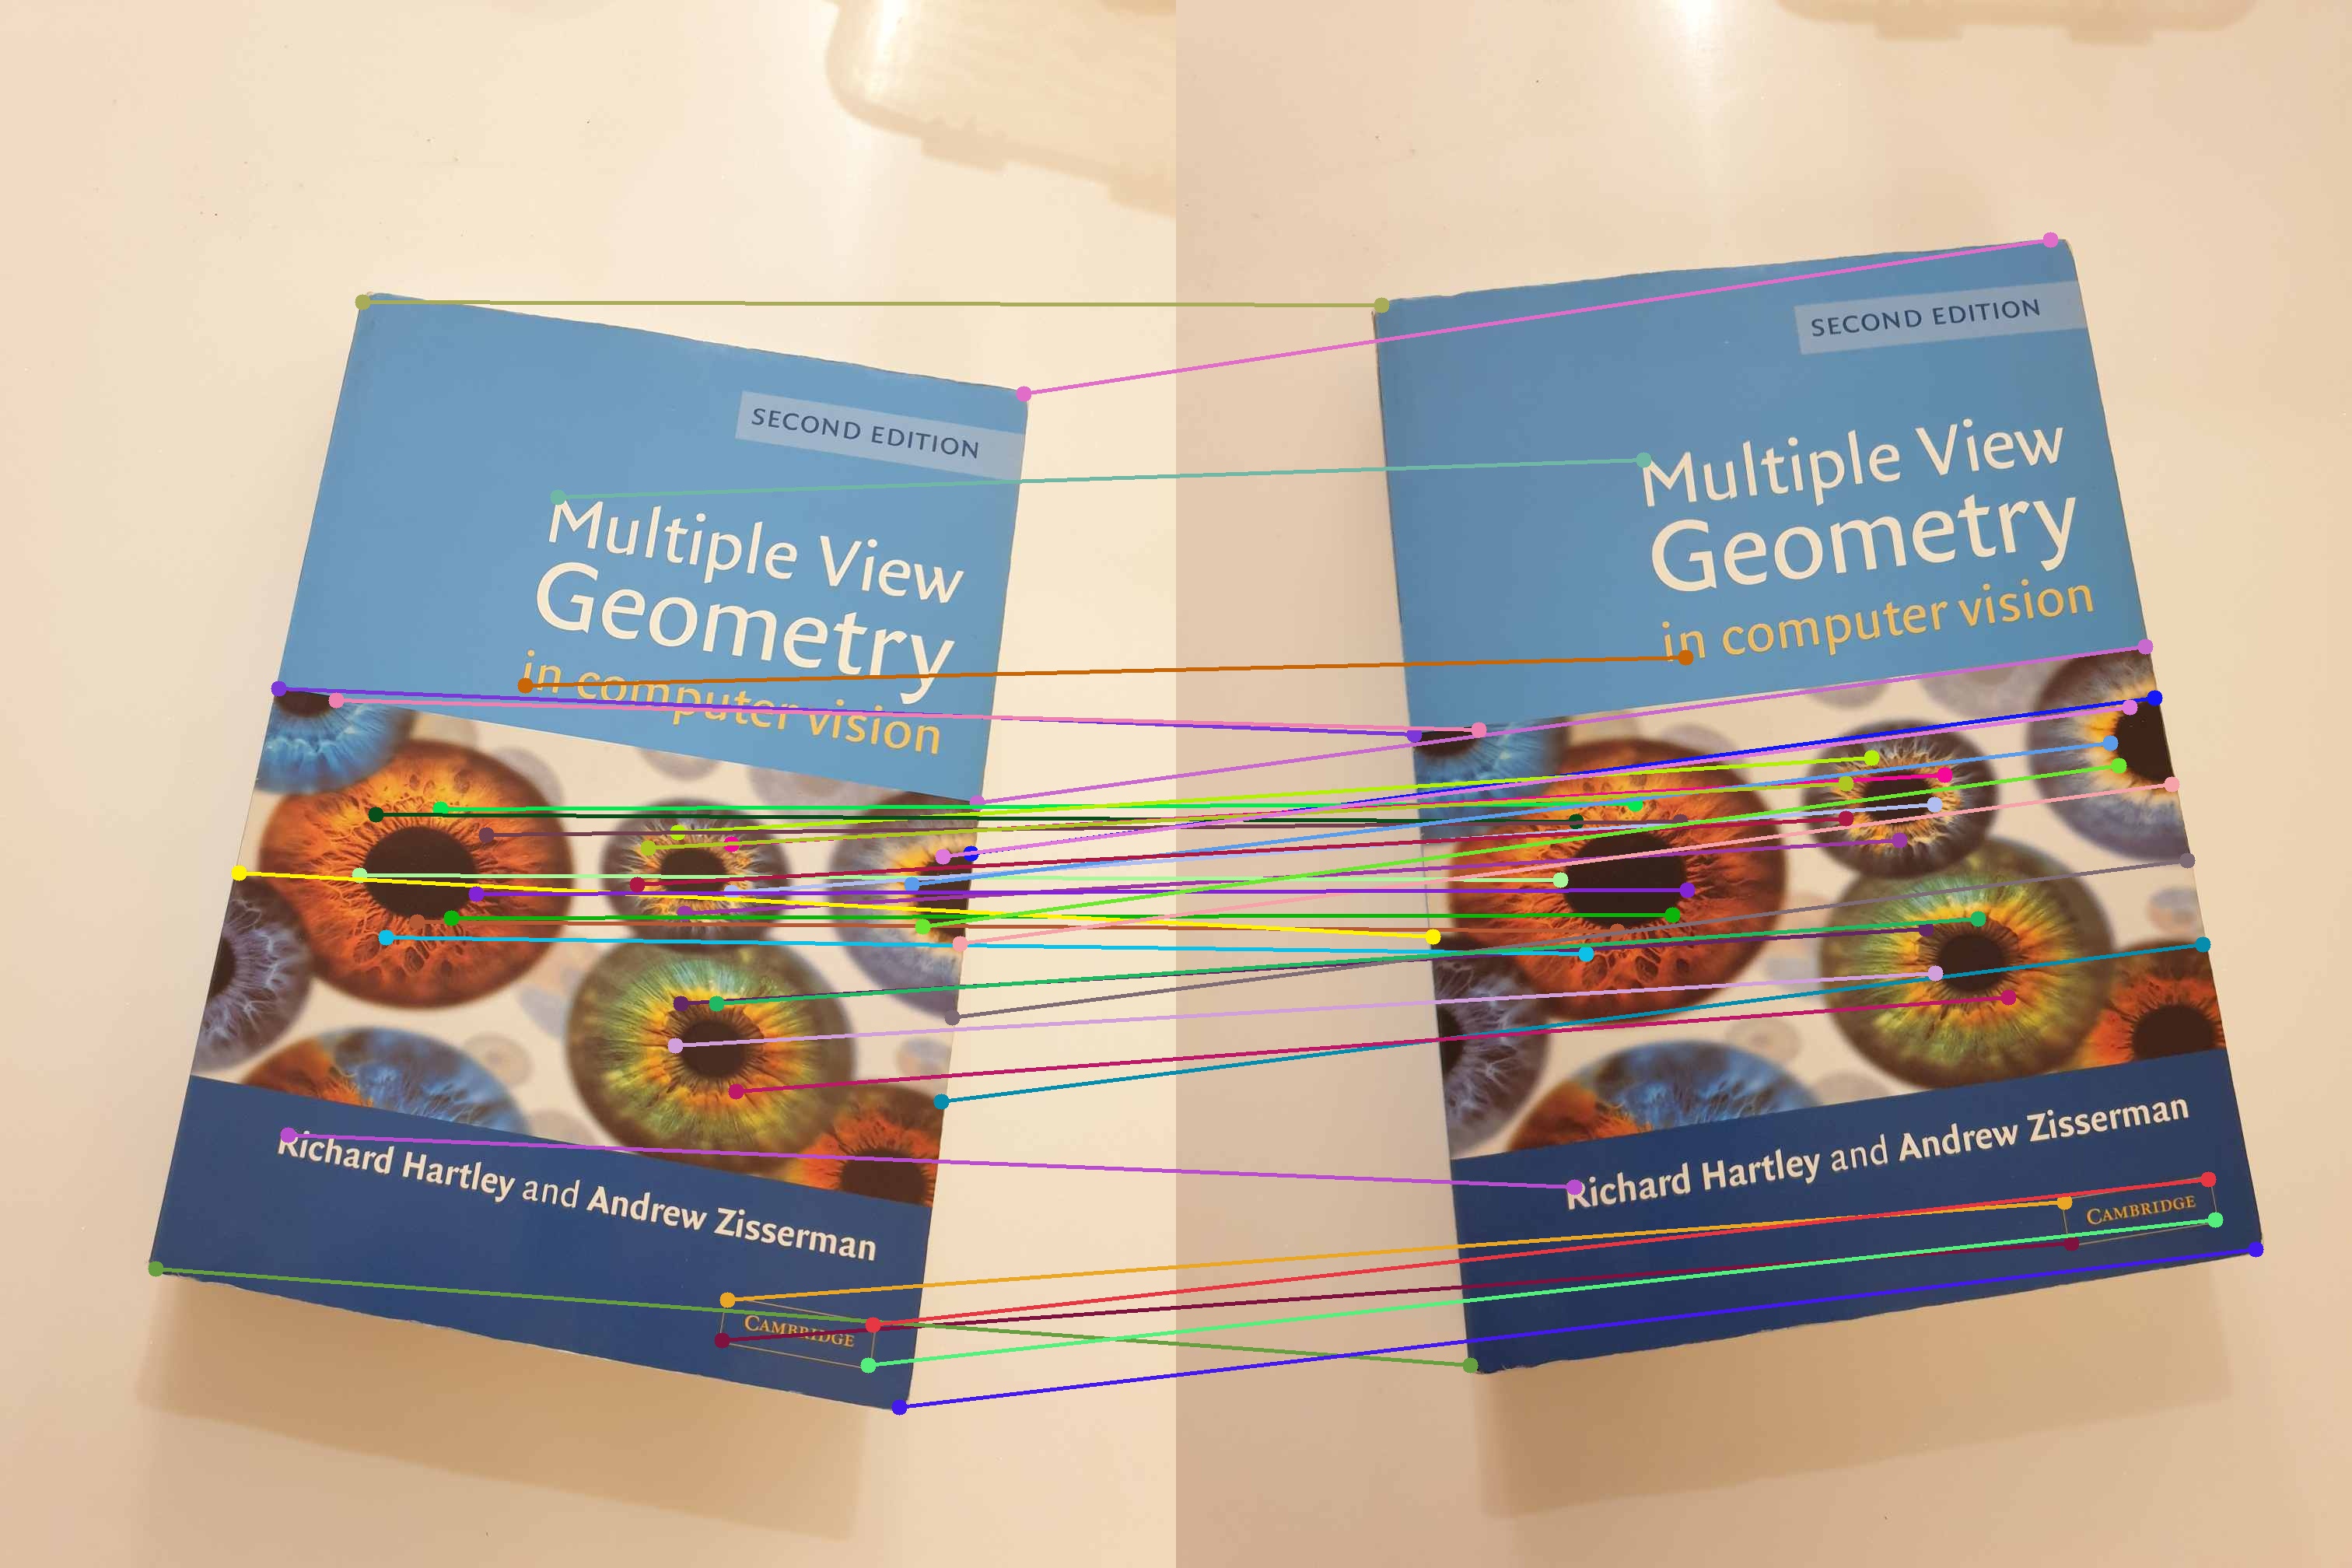 SECOND EDITION
Multiple View
Geometry
in computer vision
Richard Hartley and Andrew Zisserman
CAMBRIDGE
SECOND EDITION
Multiple View
Geometry
in computer vision
Richard Hartley and Andrew Zisserman
CAMBRIDGE